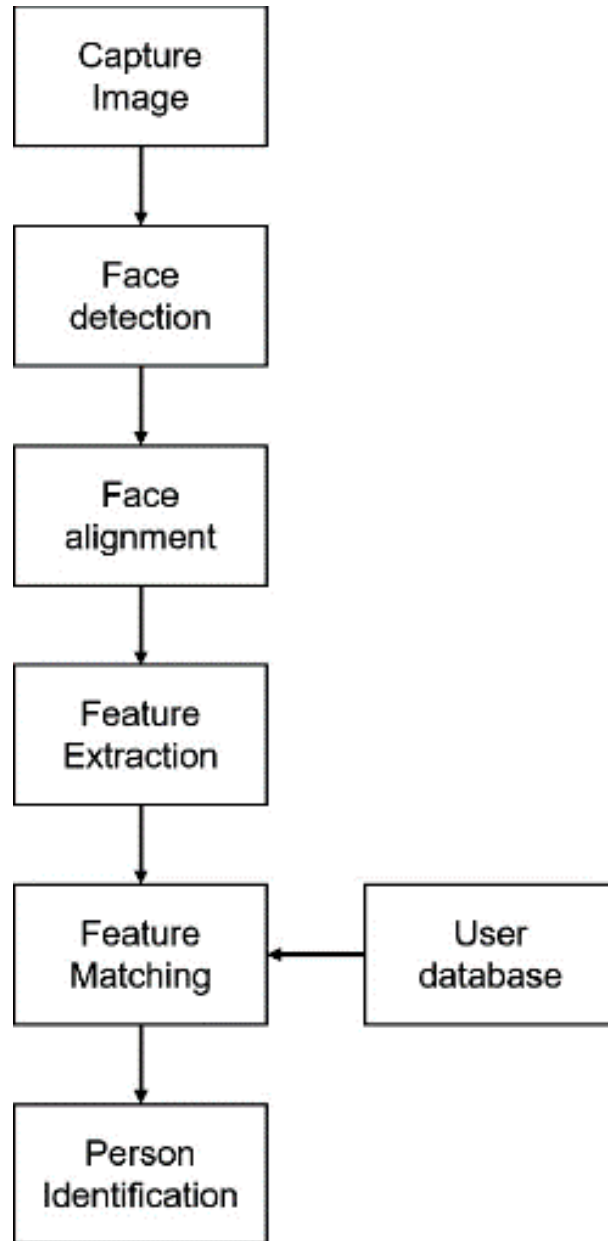 Capture
Image
Face
detection
Face
alignment
Feature
Extraction
Feature
Matching
User
database
Person
Identification